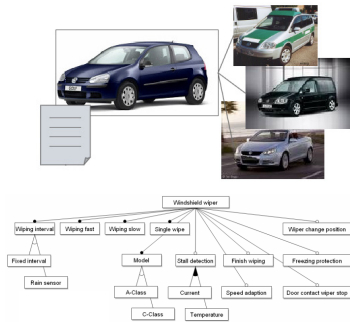 Windshield wiper
Wiping interval
Wiping fast
Wiping slow
Single wipe
Wiper change position
Fixed interval
Rain sensor
Model
Stall detection
Finish wiping
Freezing protection
A-Class
C-Class
Current
Temperature
Speed adaption
Door contact wiper stop